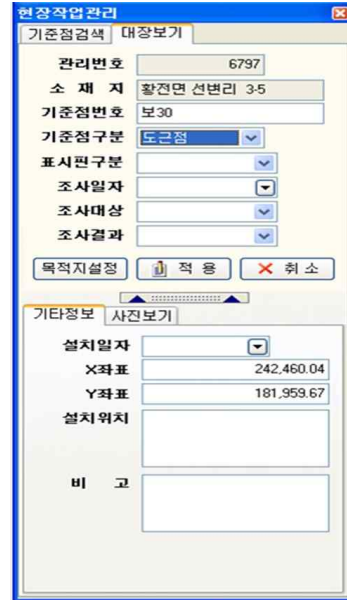 현장작업관리
기준점검색 대장보기
관리번호 6797
소 재 지 황전면 선변리 3-5
기준점번호 보30
기준점구분 도근점
표시핀구분
조사일자
조사대상
조사결과
목적지설정 적 용 취 소
기타정보 사진보기
설치일자
X좌표 242,460.04
Y좌표 181,959.67
설치위치
비 고